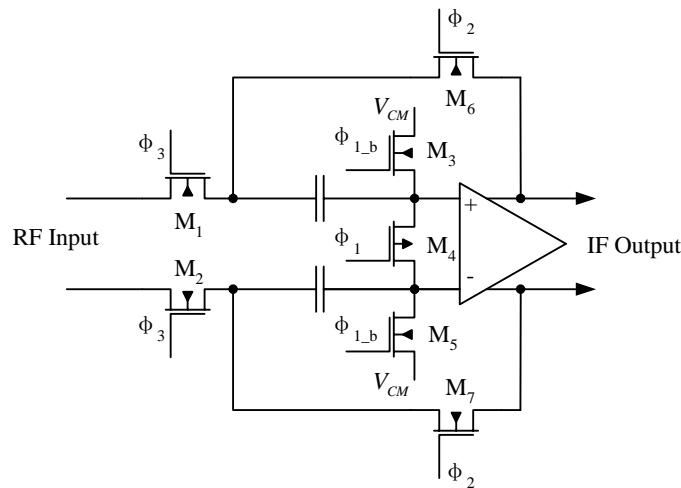 ϕ2
M6
VCM
ϕ3
ϕ1_b
M3
M1
+
RF Input
ϕ1
M4
IF Output
M2
-
ϕ3
ϕ1_b
M5
VCM
M7
ϕ2